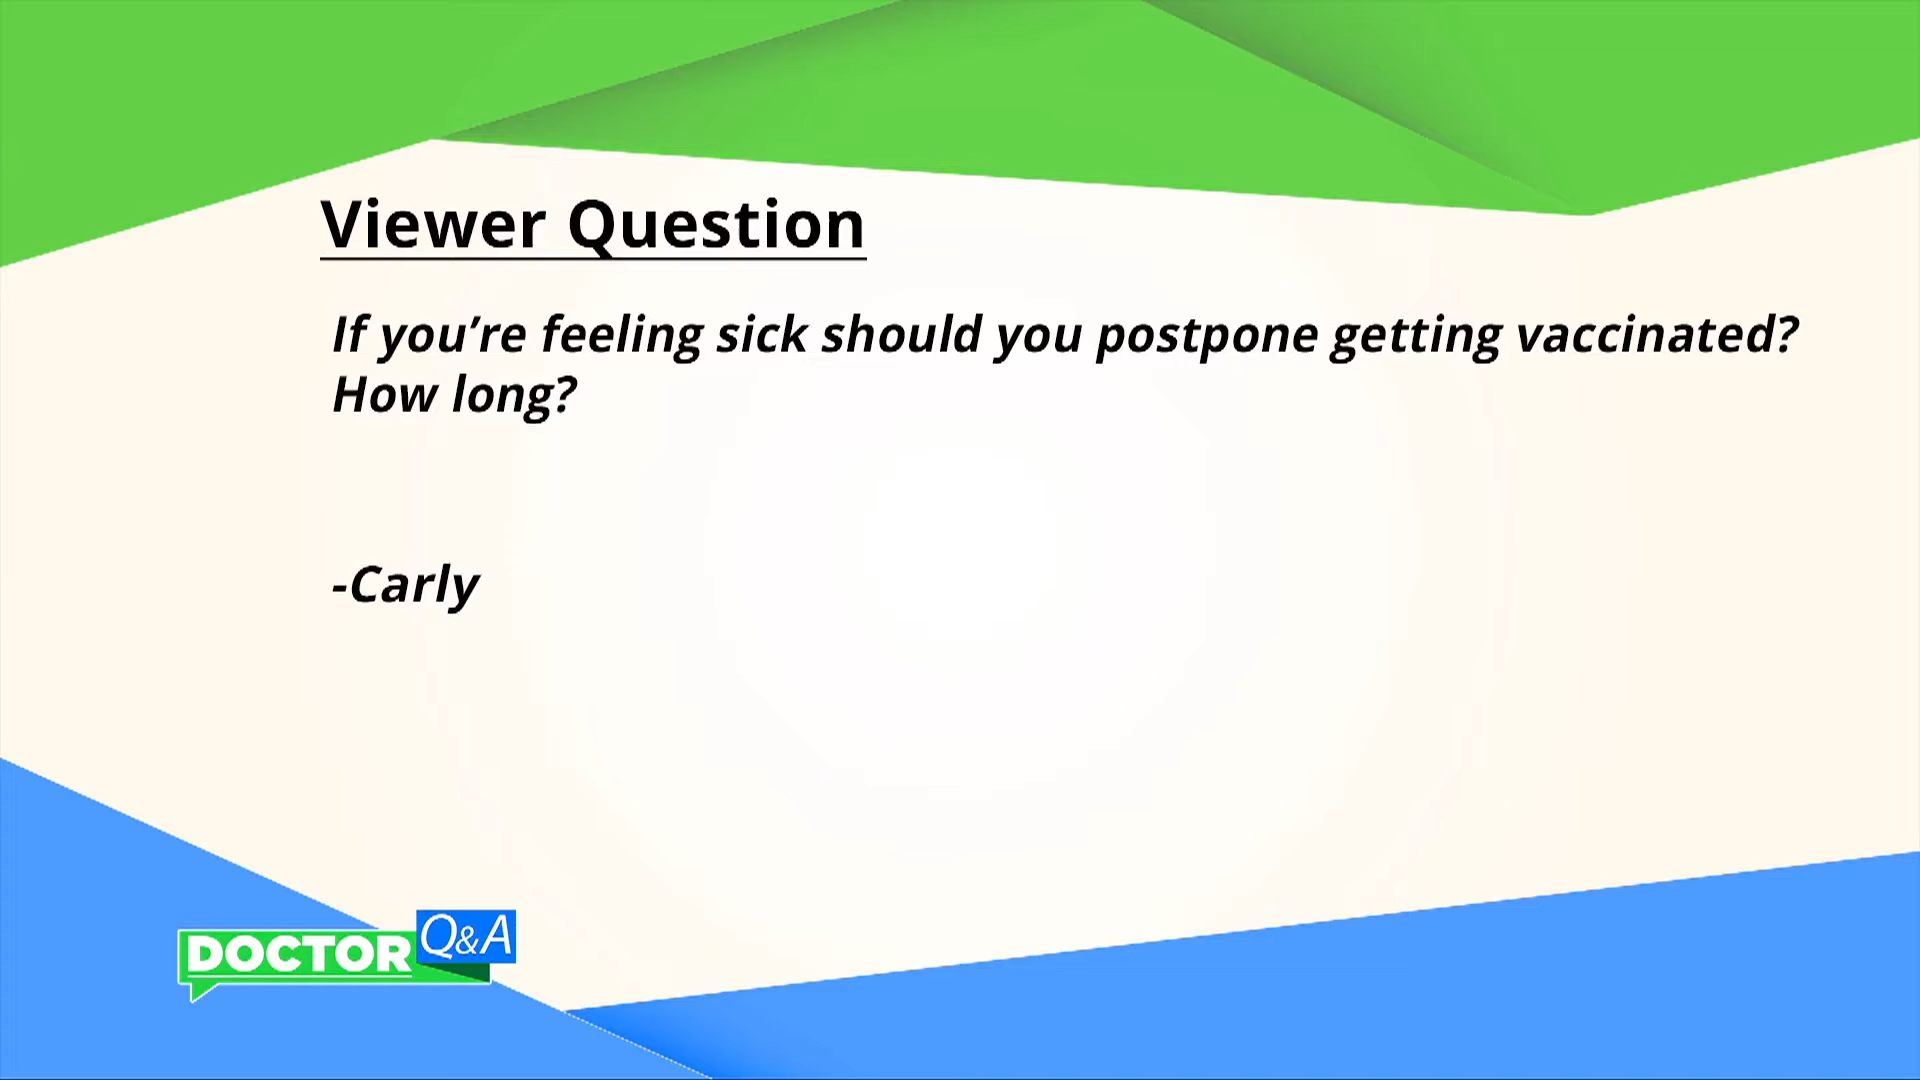 Viewer Question
If you’re feeling sick should you postpone getting vaccinated?
How long?
-Carly
DOCTOR Q&A